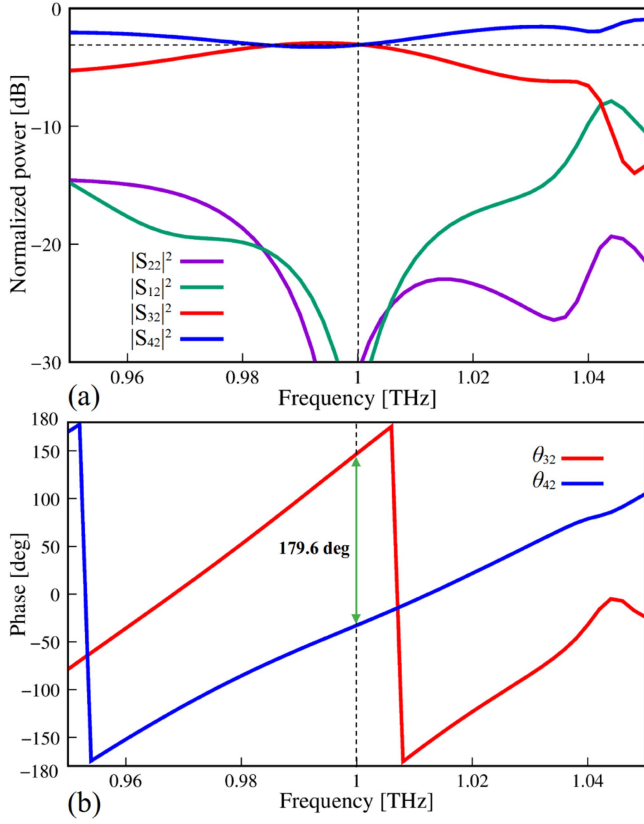 0
−10
−20
−30
Normalized power [dB]
|S₂₂|²
|S₁₂|²
|S₃₂|²
|S₄₂|²
0.96
0.98
1
1.02
1.04
(a)
Frequency [THz]
180
150
100
50
0
-50
-100
-150
-180
Phase [deg]
θ₃₂
θ₄₂
179.6 deg
0.96
0.98
1
1.02
1.04
(b)
Frequency [THz]